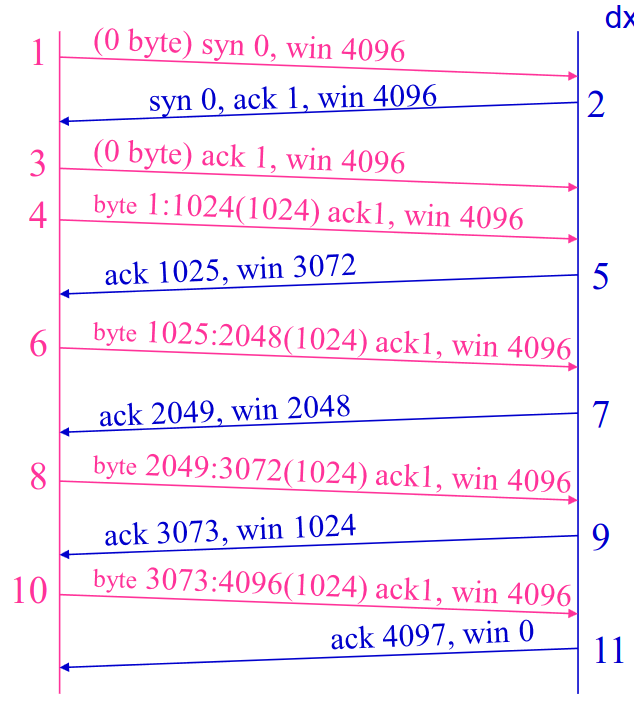 dx
1 (0 byte) syn 0, win 4096
syn 0, ack 1, win 4096 2
3 (0 byte) ack 1, win 4096
4 byte 1:1024(1024) ack1, win 4096
ack 1025, win 3072 5
6 byte 1025:2048(1024) ack1, win 4096
ack 2049, win 2048 7
8 byte 2049:3072(1024) ack1, win 4096
ack 3073, win 1024 9
10 byte 3073:4096(1024) ack1, win 4096
ack 4097, win 0 11